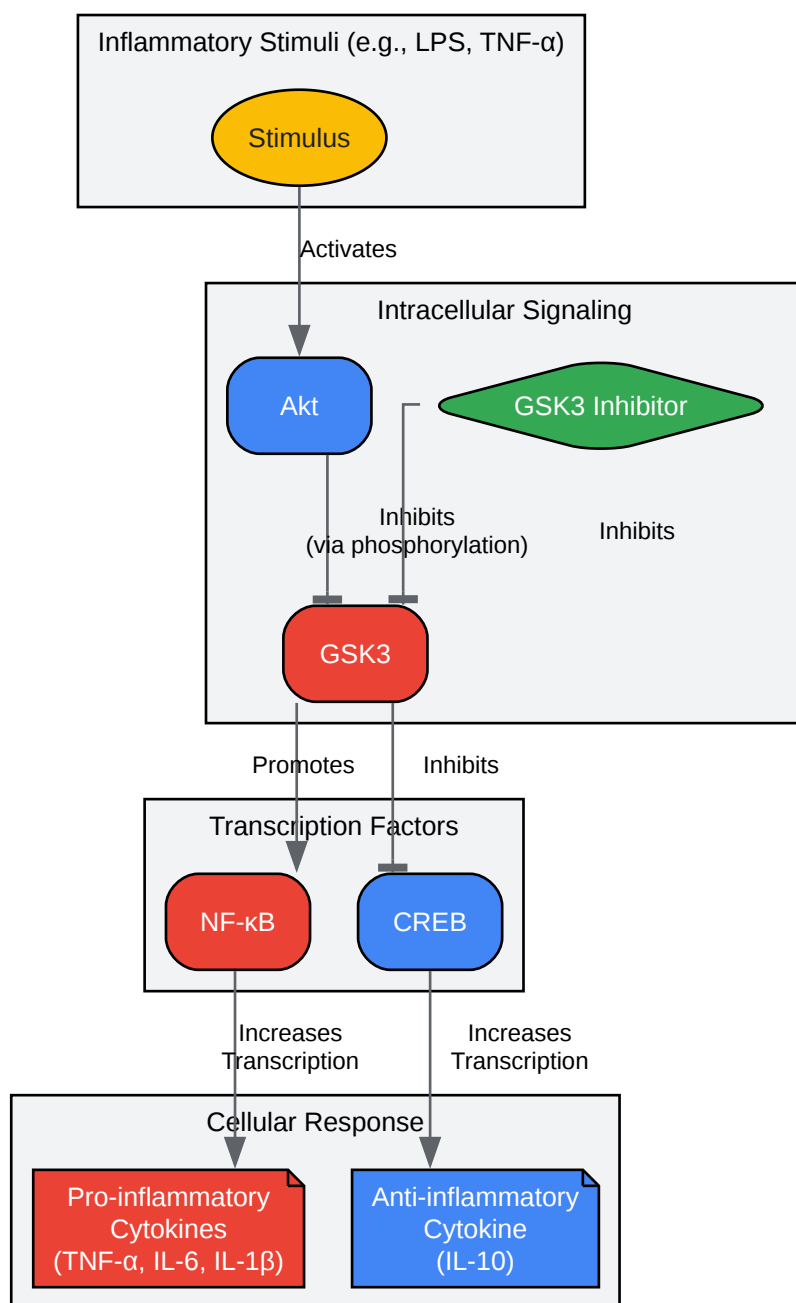 Inflammatory Stimuli (e.g., LPS, TNF-α)
Stimulus
Activates
Intracellular Signaling
Akt
GSK3 Inhibitor
Inhibits
(via phosphorylation)
Inhibits
GSK3
Promotes
Inhibits
Transcription Factors
NF-κB
CREB
Increases
Transcription
Increases
Transcription
Cellular Response
Pro-inflammatory
Cytokines
(TNF-α, IL-6, IL-1β)
Anti-inflammatory
Cytokine
(IL-10)